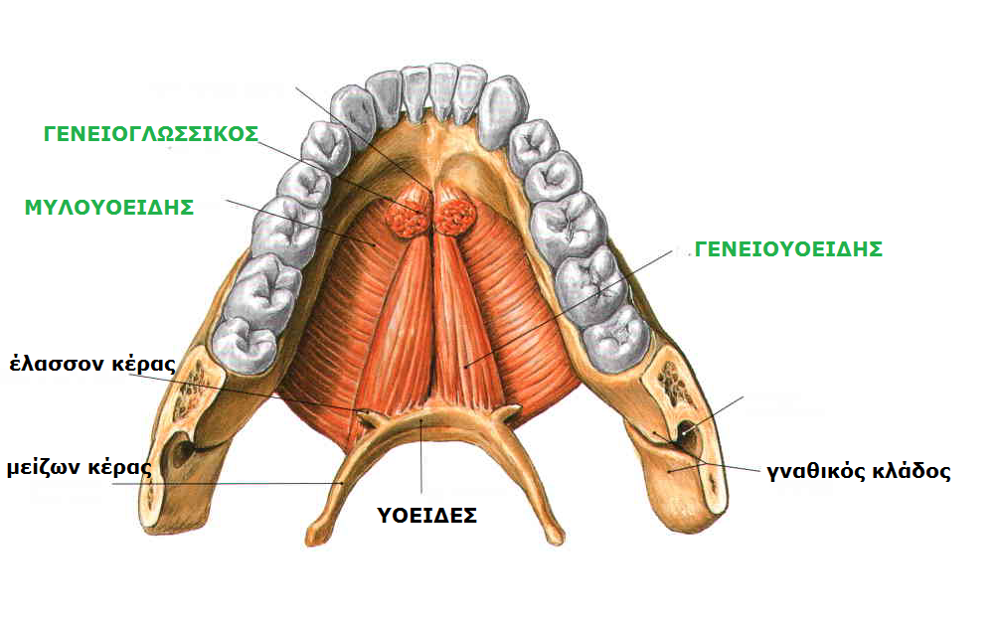 ΓΕΝΕΙΟΓΛΩΣΣΙΚΟΣ
ΜΥΛΟΥΟΕΙΔΗΣ
ΓΕΝΕΙΟΥΟΕΙΔΗΣ
έλασσον κέρας
μείζων κέρας
γναθικός κλάδος
ΥΟΕΙΔΕΣ